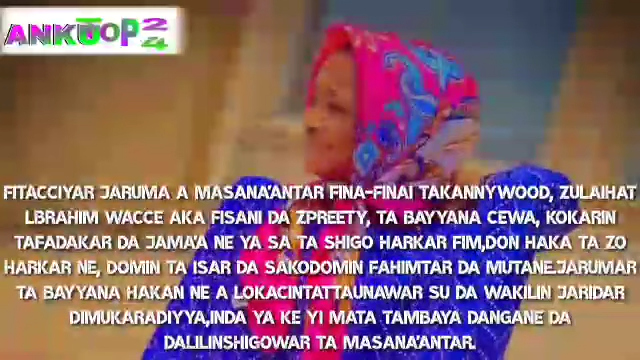 ANKUTOP24
FITACCIYAR JARUMA A MASANA'ANTAR FINA-FINAI TAKANNYWOOD, ZULAIHAT
LBRAHIM WACCE AKA FISANI DA ZPREETY, TA BAYYANA CEWA, KOKARIN
TAFADAKAR DA JAMA'A NE YA SA TA SHIGO HARKAR FIM,DON HAKA TA ZO
HARKAR NE, DOMIN TA ISAR DA SAKODOMIN FAHIMTAR DA MUTANE.JARUMAR
TA BAYYANA HAKAN NE A LOKACINTATTAUNAWAR SU DA WAKILIN JARIDAR
DIMUKARADIYYA,INDA YA KE YI MATA TAMBAYA DANGANE DA
DALILINSHIGOWAR TA MASANA'ANTAR.